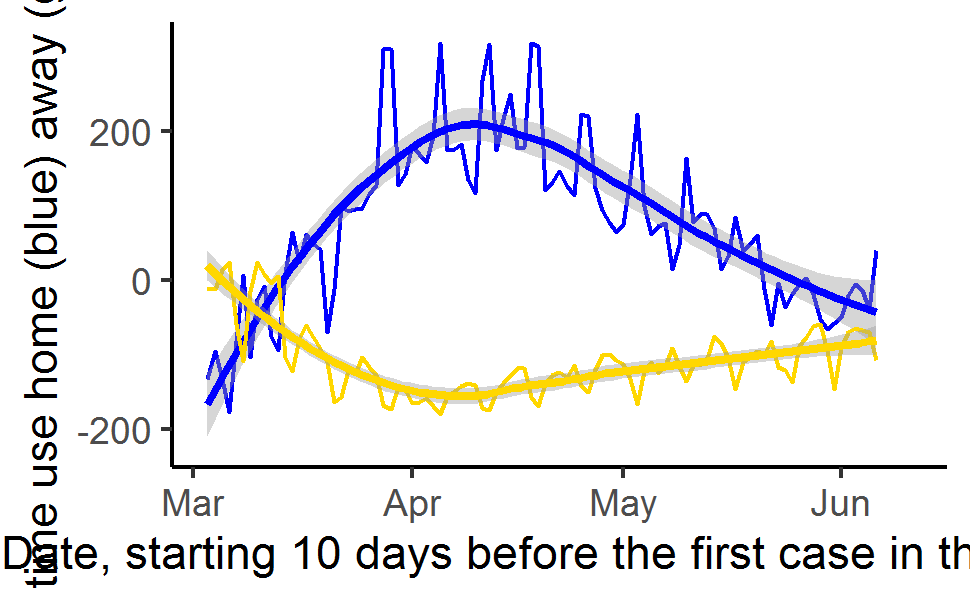 time use home (blue) away (
200
0
-200
Mar Apr May Jun
Date, starting 10 days before the first case in th